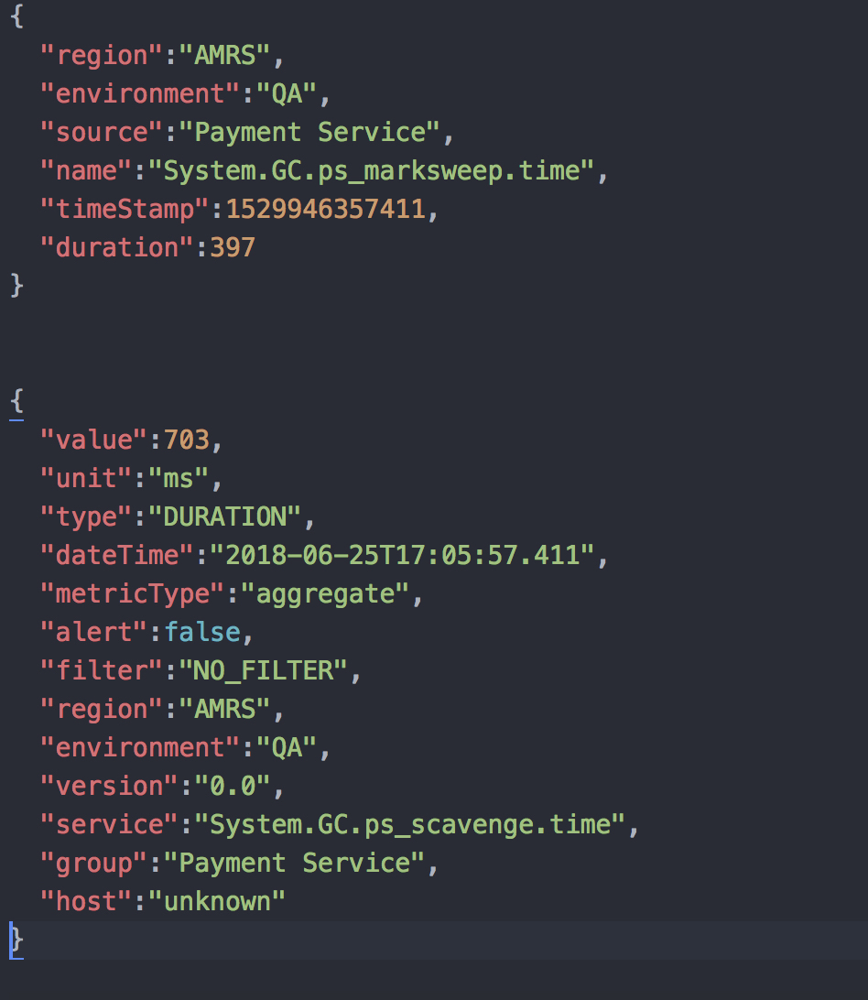 {
  "region":"AMRS",
  "environment":"QA",
  "source":"Payment Service",
  "name":"System.GC.ps_marksweep.time",
  "timeStamp":1529946357411,
  "duration":397
}
{
  "value":703,
  "unit":"ms",
  "type":"DURATION",
  "dateTime":"2018-06-25T17:05:57.411",
  "metricType":"aggregate",
  "alert":false,
  "filter":"NO_FILTER",
  "region":"AMRS",
  "environment":"QA",
  "version":"0.0",
  "service":"System.GC.ps_scavenge.time",
  "group":"Payment Service",
  "host":"unknown"
}